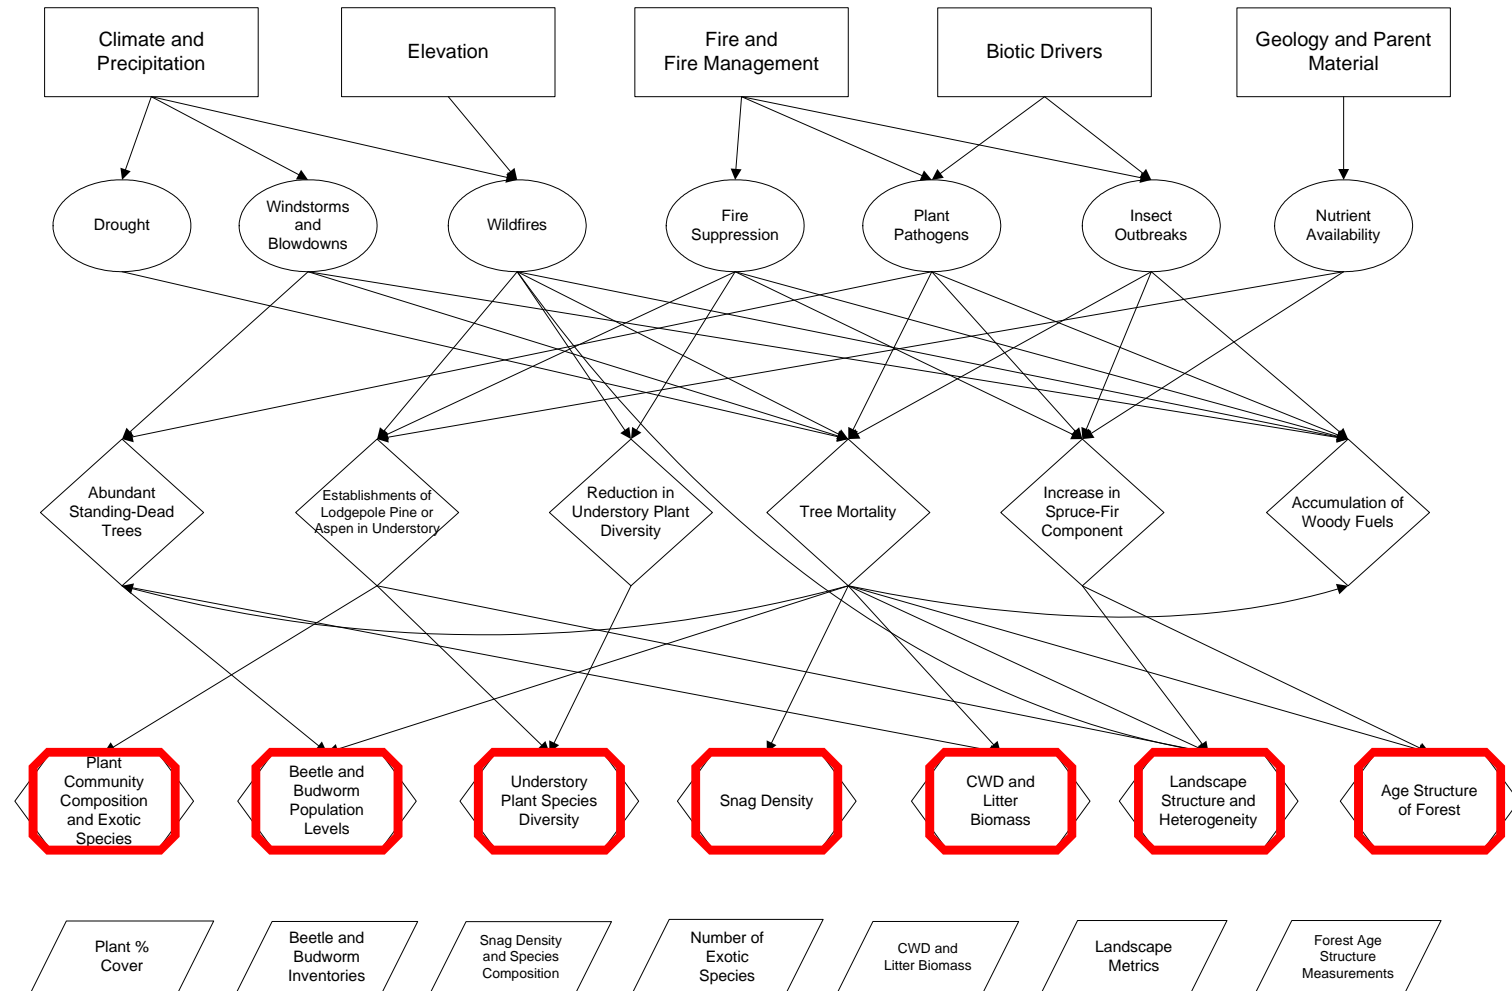 Climate and
Precipitation
Elevation
Fire and
Fire Management
Biotic Drivers
Geology and Parent
Material
Drought
Windstorms
and
Blowdowns
Wildfires
Fire
Suppression
Plant
Pathogens
Insect
Outbreaks
Nutrient
Availability
Abundant
Standing-Dead
Trees
Establishments of
Lodgepole Pine or
Aspen in Understory
Reduction in
Understory Plant
Diversity
Tree Mortality
Increase in
Spruce-Fir
Component
Accumulation of
Woody Fuels
Plant
Community
Composition
and Exotic
Species
Beetle and
Budworm
Population
Levels
Understory
Plant Species
Diversity
Snag Density
CWD and
Litter
Biomass
Landscape
Structure and
Heterogeneity
Age Structure
of Forest
Plant %
Cover
Beetle and
Budworm
Inventories
Snag Density
and Species
Composition
Number of
Exotic
Species
CWD and
Litter Biomass
Landscape
Metrics
Forest Age
Structure
Measurements